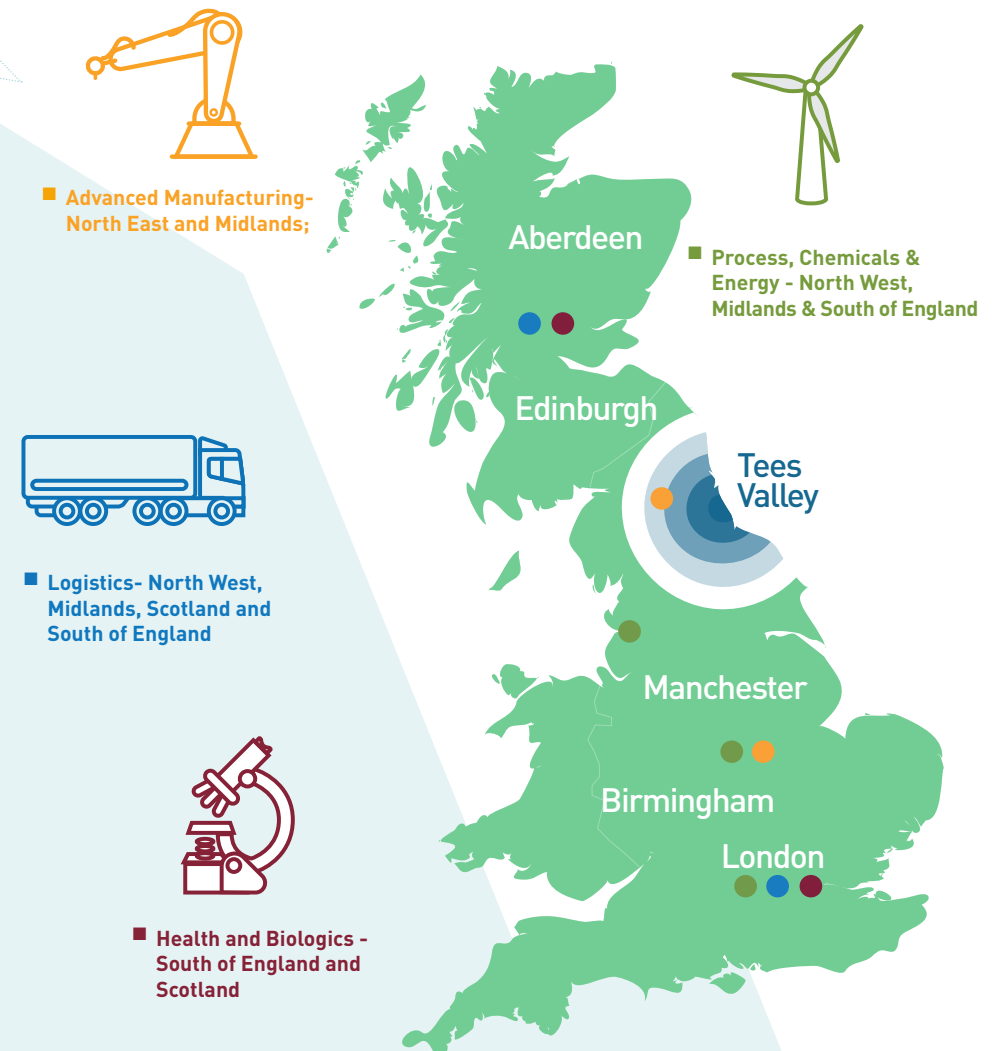 Advanced Manufacturing-
North East and Midlands;
Aberdeen
Process, Chemicals &
Energy - North West,
Midlands & South of England
Edinburgh
Tees
Valley
Logistics- North West,
Midlands, Scotland and
South of England
Manchester
Birmingham
London
Health and Biologics -
South of England and
Scotland